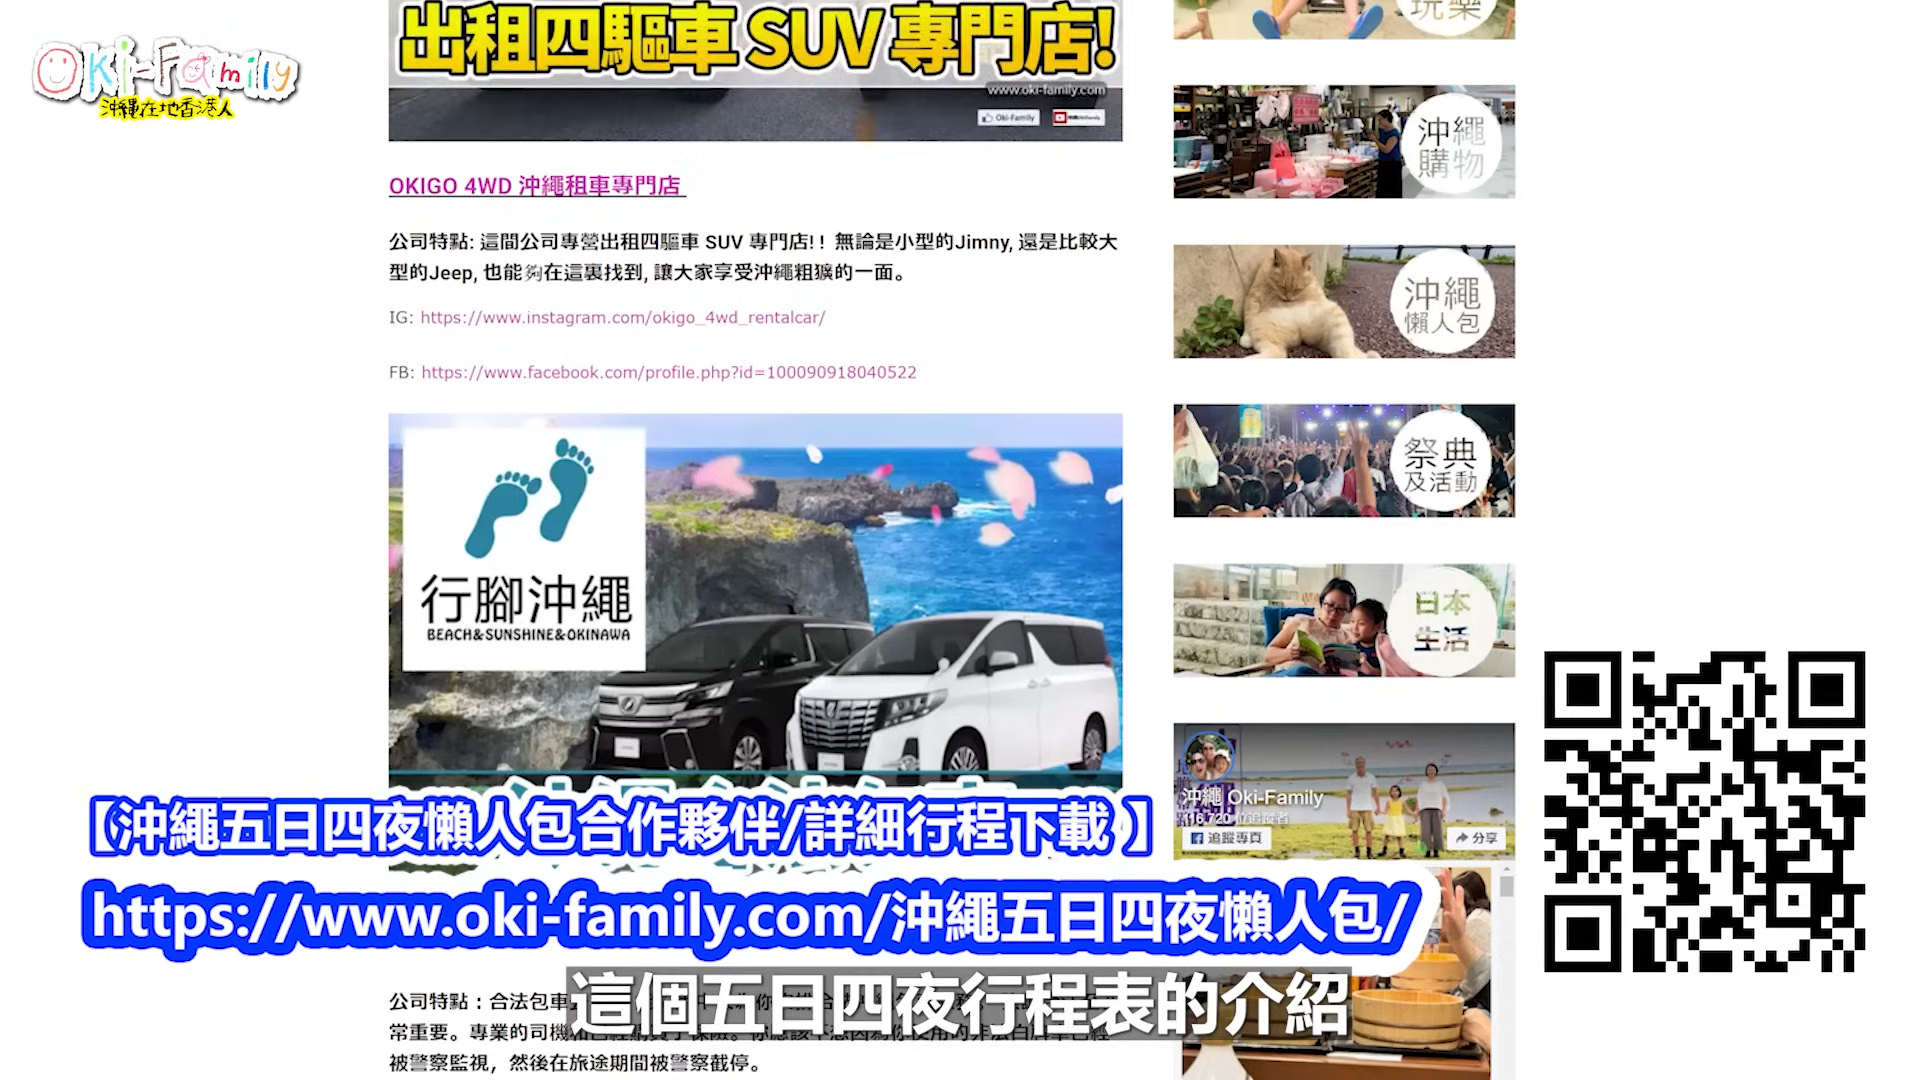 Oki-Family
沖繩在地香港人
出租四驅車 SUV 專門店!
www.oki-family.com
Oki-Family
OKIGO 4WD 沖繩租車專門店
公司特點: 這間公司專營出租四驅車 SUV 專門店!! 無論是小型的Jimny, 還是比較大
型的Jeep, 也能夠在這裏找到, 讓大家享受沖繩粗獷的一面。
IG: https://www.instagram.com/okigo_4wd_rentalcar/
FB: https://www.facebook.com/profile.php?id=100090918040522
行腳沖繩
BEACH&SUNSHINE&OKINAWA
玩樂
沖繩
購物
沖繩
懶人包
祭典
及活動
日本
生活
沖繩 Oki-Family
116,720 位追蹤者
追蹤專頁
分享
【沖繩五日四夜懶人包合作夥伴/詳細行程下載 】
https://www.oki-family.com/沖繩五日四夜懶人包/
這個五日四夜行程表的介紹
公司特點：合法包車
常重要。專業的司機
被警察監視，然後在旅途期間被警察截停。